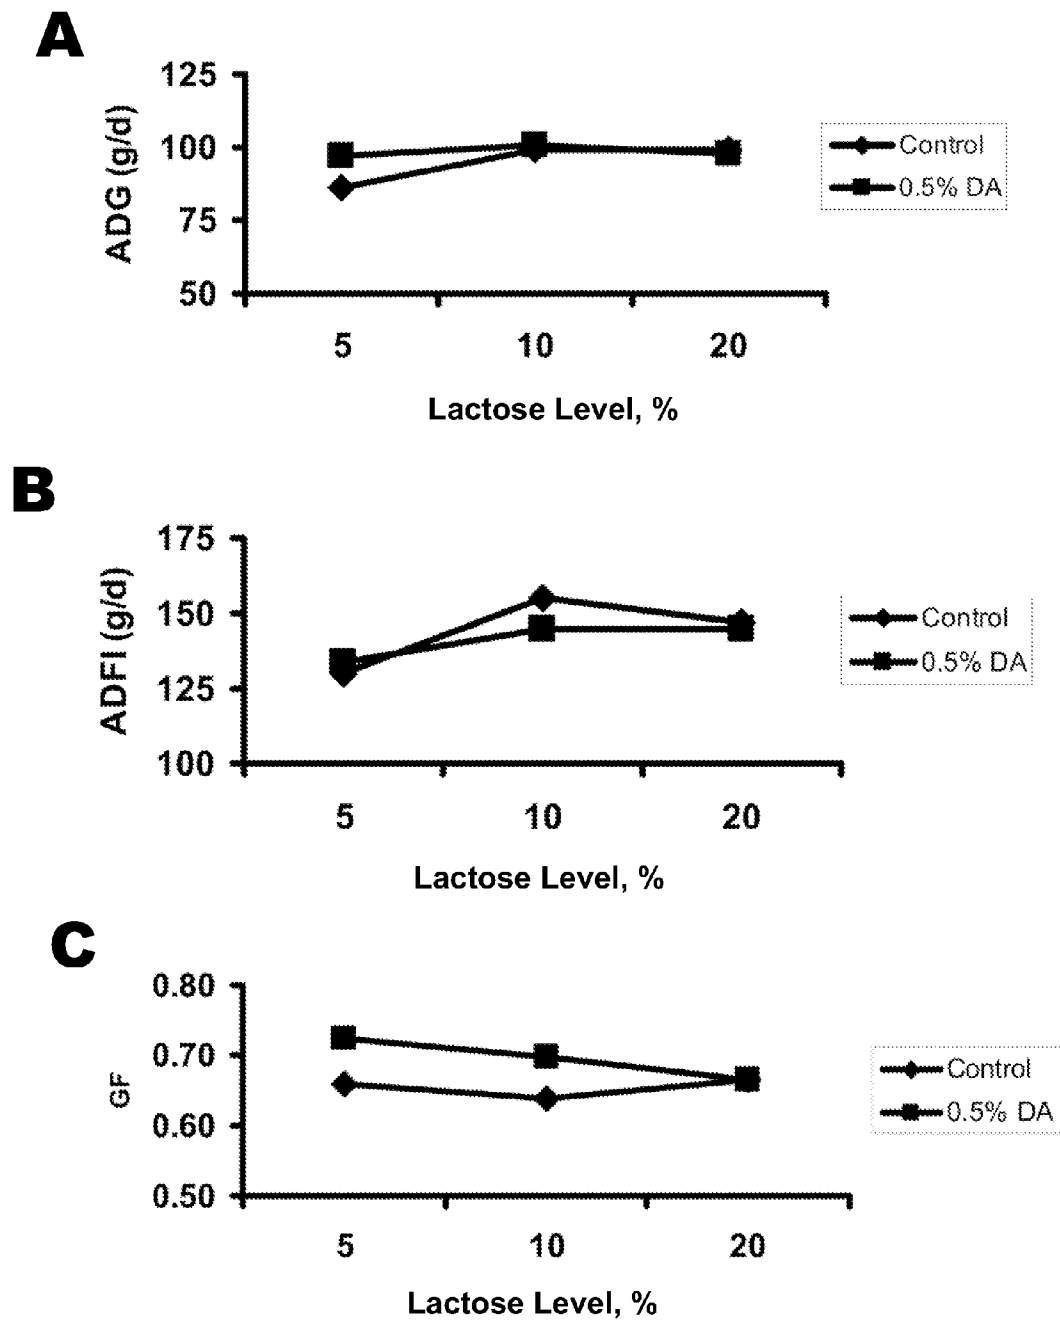 A
125
100
75
50
ADG (g/d)
5 10 20
Lactose Level, %
Control
0.5% DA
B
175
150
125
100
ADFI (g/d)
5 10 20
Lactose Level, %
Control
0.5% DA
C
0.80
0.70
0.60
0.50
GF
5 10 20
Lactose Level, %
Control
0.5% DA